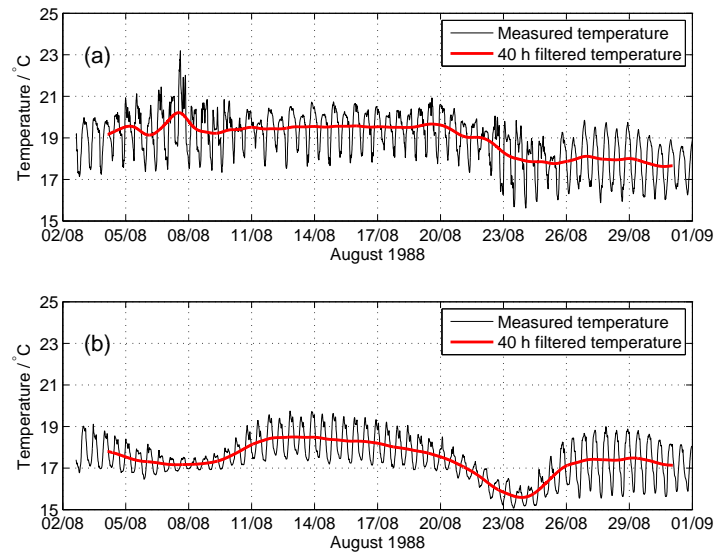 25
23
21
19
17
15
Temperature / °C
(a)
Measured temperature
40 h filtered temperature
02/08 05/08 08/08 11/08 14/08 17/08 20/08 23/08 26/08 29/08 01/09
August 1988
25
23
21
19
17
15
Temperature / °C
(b)
Measured temperature
40 h filtered temperature
02/08 05/08 08/08 11/08 14/08 17/08 20/08 23/08 26/08 29/08 01/09
August 1988